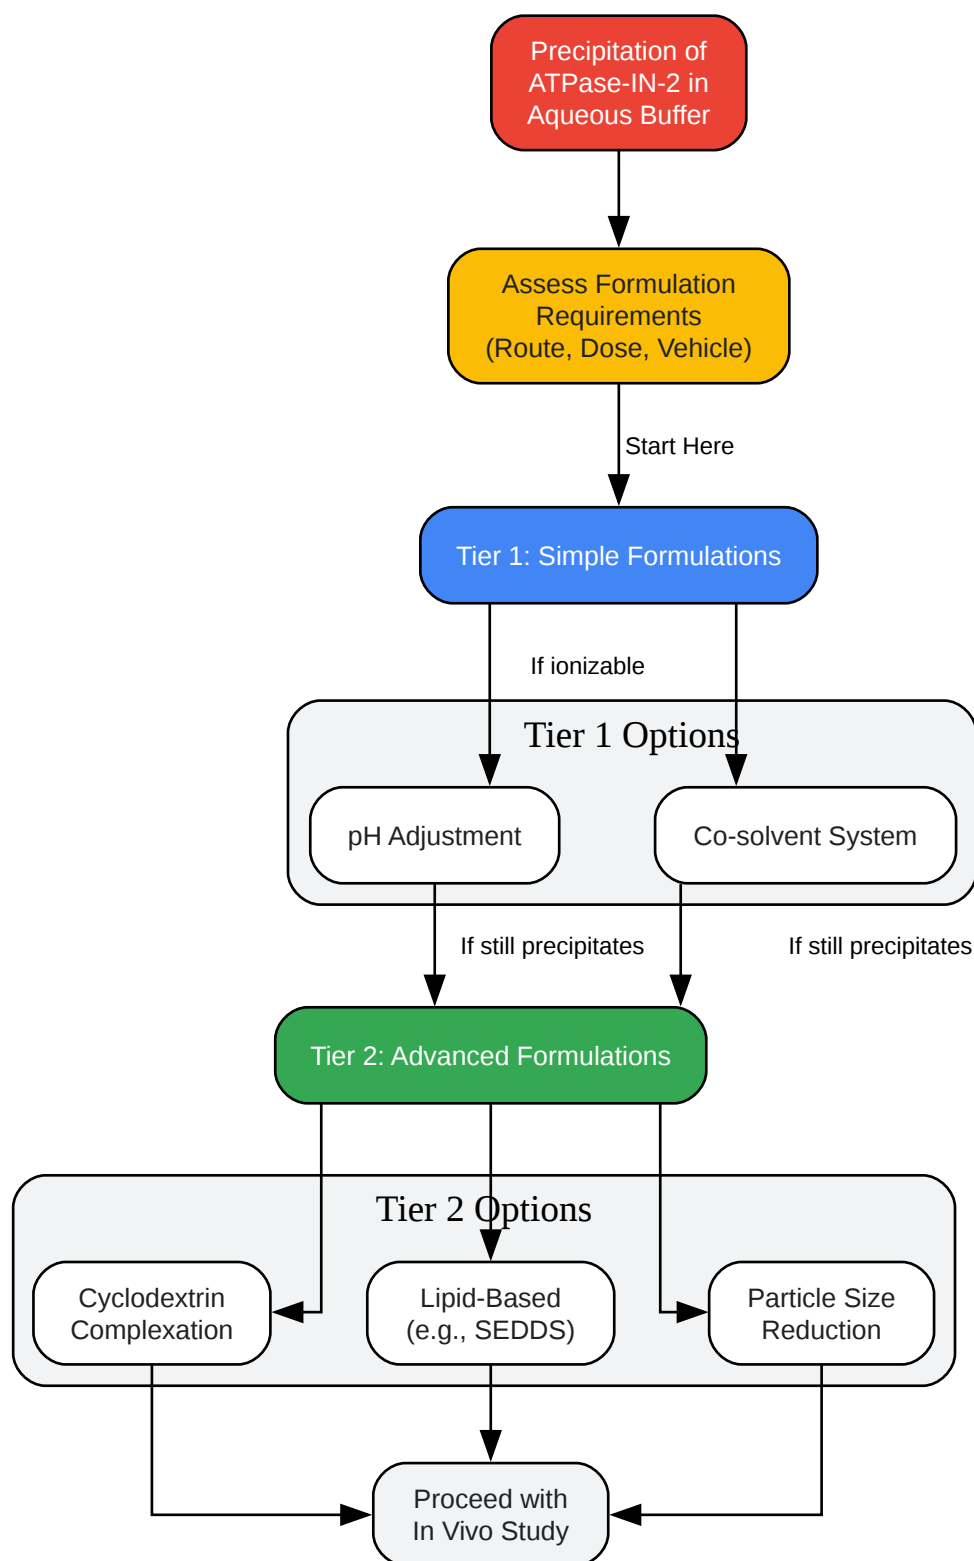 Precipitation of
ATPase-IN-2 in
Aqueous Buffer
Assess Formulation
Requirements
(Route, Dose, Vehicle)
Start Here
Tier 1: Simple Formulations
If ionizable
Tier 1 Options
pH Adjustment
Co-solvent System
If still precipitates
If still precipitates
Tier 2: Advanced Formulations
Tier 2 Options
Cyclodextrin
Complexation
Lipid-Based
(e.g., SEDDS)
Particle Size
Reduction
Proceed with
In Vivo Study